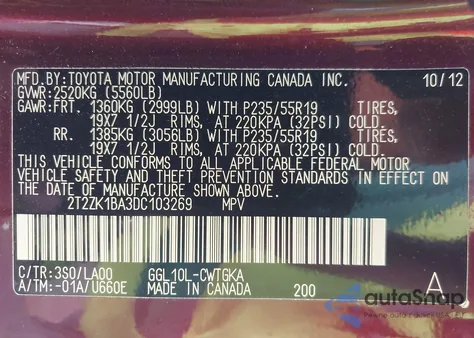 MFD.BY:TOYOTA MOTOR MANUFACTURING CANADA INC. 10/12
GVWR:2520KG (5560LB)
GAWR:FRT. 1360KG (2999LB) WITH P235/55R19 TIRES,
19X7 1/2J RIMS, AT 220KPA (32PSI) COLD.
RR. 1385KG (3056LB) WITH P235/55R19 TIRES,
19X7 1/2J RIMS, AT 220KPA (32PSI) COLD.
THIS VEHICLE CONFORMS TO ALL APPLICABLE FEDERAL MOTOR
VEHICLE SAFETY THEFT PREVENTION STANDARDS IN EFFECT ON
THE DATE OF MANUFACTURE SHOWN ABOVE.
2T2ZK1BA3DC103269 MPV
C/TR:3S0/LA00 GGL10L-CWTGKA A
A/TM:-01A/U660E MADE IN CANADA 200
autoSnap